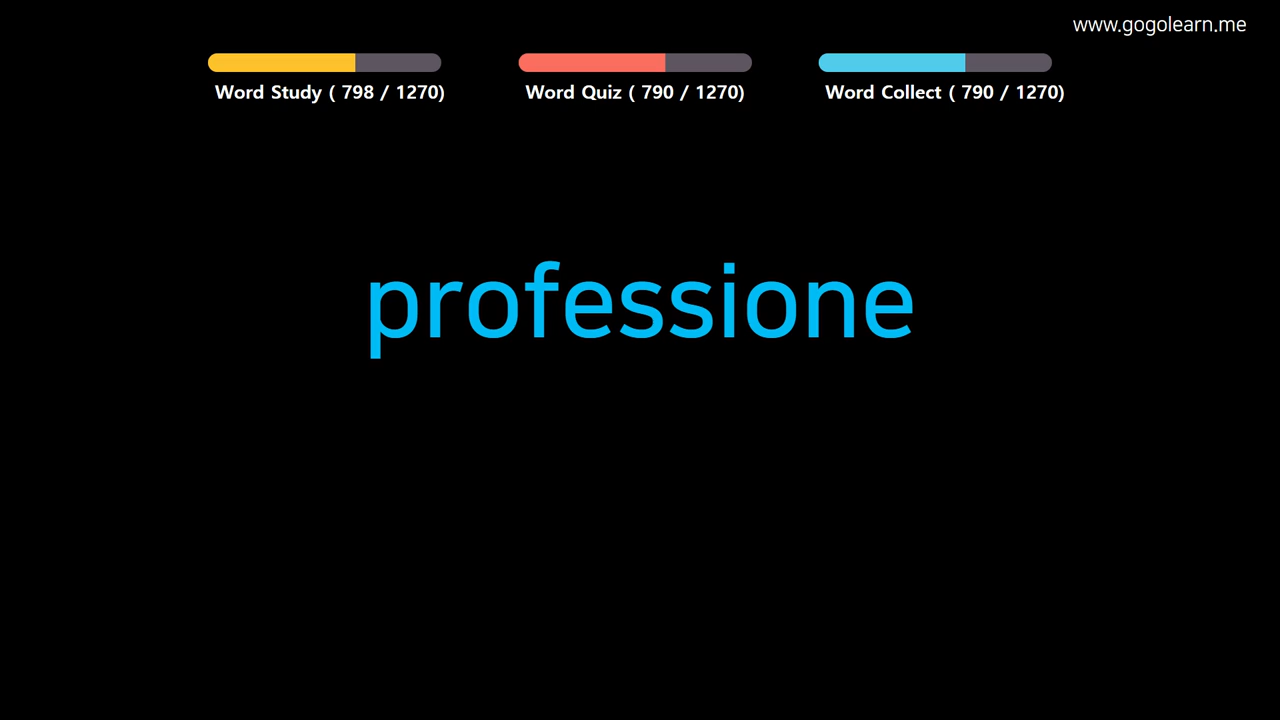 www.gogolearn.me
Word Study ( 798 / 1270)
Word Quiz ( 790 / 1270)
Word Collect ( 790 / 1270)
professione